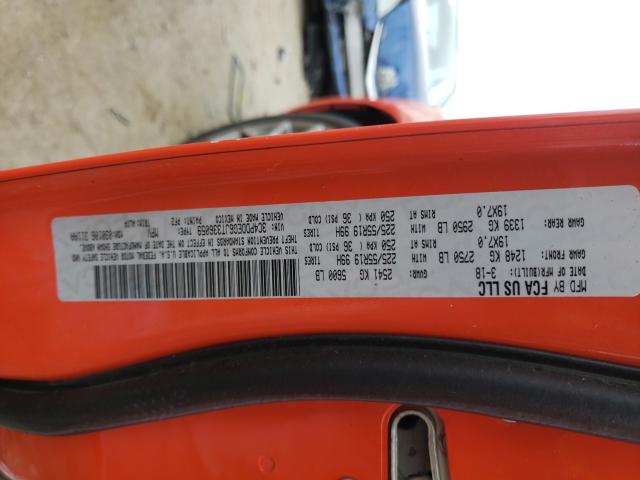 MFD BY FCA US LLC
DATE OF MFR(BUILT): 3-18 GVWR: 2541 KG 5600 LB
GAWR FRONT: 1248 KG 2750 LB WITH 225/55R19 99H TIRES
19X7.0 RIMS AT 250 KPA( 36 PSI) COLD
GAWR REAR: 1339 KG 2950 LB WITH 225/55R19 99H TIRES
19X7.0 RIMS AT 250 KPA( 36 PSI) COLD
THIS VEHICLE CONFORMS TO ALL APPLICABLE U.S.A. FEDERAL MOTOR VEHICLE SAFETY AND
THEFT PREVENTION STANDARDS IN EFFECT ON THE DATE OF MANUFACTURE SHOWN ABOVE.
VIN: TYPE: MPV MDH:
VEHICLE MADE IN MEXICO PAINT: PF2 TRIM: